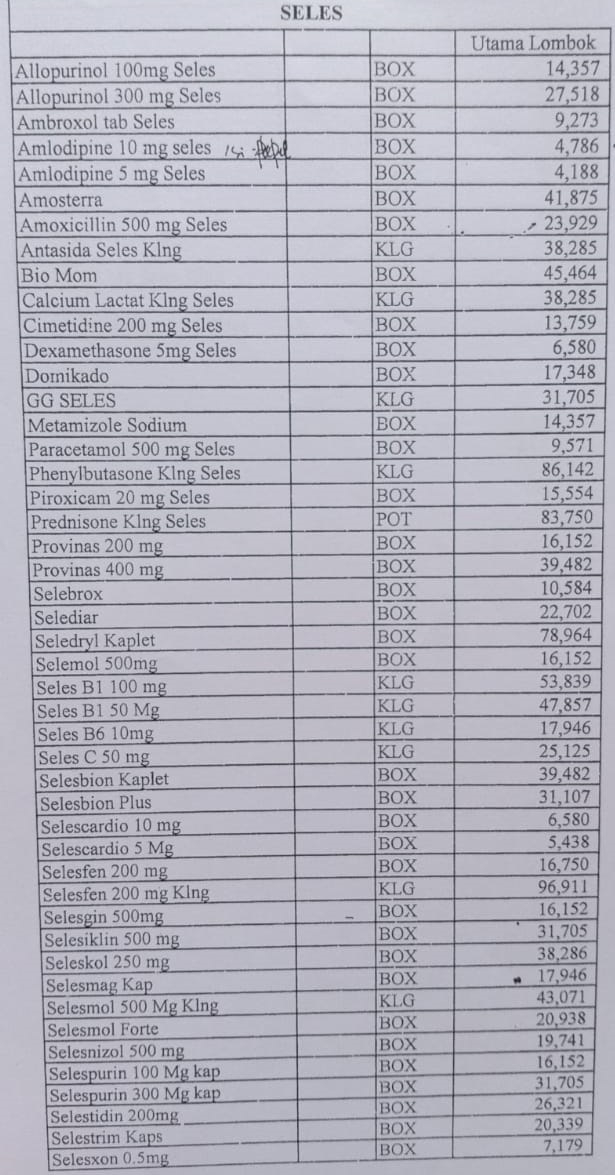 SELES
Utama Lombok
Allopurinol 100mg Seles BOX 14,357
Allopurinol 300 mg Seles BOX 27,518
Ambroxol tab Seles BOX 9,273
Amlodipine 10 mg seles isi BOX 4,786
Amlodipine 5 mg Seles BOX 4,188
Amosterra BOX 41,875
Amoxicillin 500 mg Seles BOX 23,929
Antasida Seles Klng KLG 38,285
Bio Mom BOX 45,464
Calcium Lactat Klng Seles KLG 38,285
Cimetidine 200 mg Seles BOX 13,759
Dexamethasone 5mg Seles BOX 6,580
Domikado BOX 17,348
GG SELES KLG 31,705
Metamizole Sodium BOX 14,357
Paracetamol 500 mg Seles BOX 9,571
Phenylbutasone Klng Seles KLG 86,142
Piroxicam 20 mg Seles BOX 15,554
Prednisone Klng Seles POT 83,750
Provinas 200 mg BOX 16,152
Provinas 400 mg BOX 39,482
Selebrox BOX 10,584
Selediar BOX 22,702
Seledryl Kaplet BOX 78,964
Selemol 500mg BOX 16,152
Seles B1 100 mg KLG 53,839
Seles B1 50 Mg KLG 47,857
Seles B6 10mg KLG 17,946
Seles C 50 mg KLG 25,125
Selesbion Kaplet BOX 39,482
Selesbion Plus BOX 31,107
Selescardio 10 mg BOX 6,580
Selescardio 5 Mg BOX 5,438
Selesfen 200 mg BOX 16,750
Selesfen 200 mg Klng KLG 96,911
Selesgin 500mg BOX 16,152
Selesiklin 500 mg BOX 31,705
Seleskol 250 mg BOX 38,286
Selesmag Kap BOX 17,946
Selesmol 500 Mg Klng KLG 43,071
Selesmol Forte BOX 20,938
Selesnizol 500 mg BOX 19,741
Selespurin 100 Mg kap BOX 16,152
Selespurin 300 Mg kap BOX 31,705
Selestidin 200mg BOX 26,321
Selestrim Kaps BOX 20,339
Selesxon 0.5mg BOX 7,179